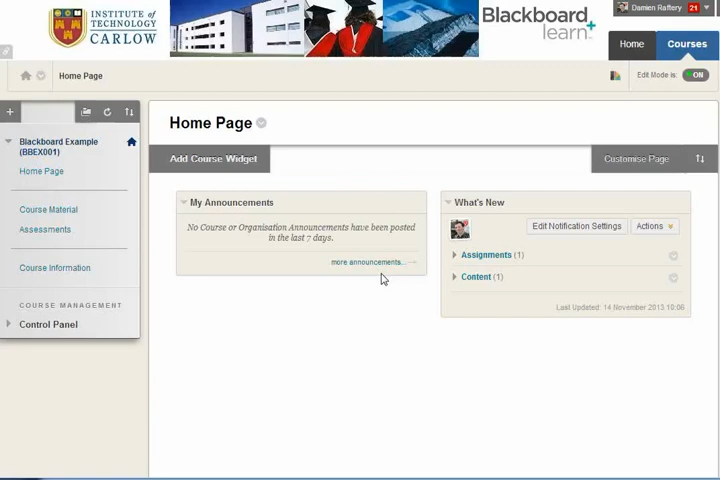 INSTITUTE of
TECHNOLOGY
CARLOW
Blackboard
learn+
Damien Raftery 21
Home Courses
Home Page
Edit Mode is: ON
Home Page
Blackboard Example
(BBEX001)
Home Page
Course Material
Assessments
Course Information
COURSE MANAGEMENT
Control Panel
Add Course Widget
Customise Page
My Announcements
No Course or Organisation Announcements have been posted
in the last 7 days.
more announcements...
What's New
Edit Notification Settings Actions
Assignments (1)
Content (1)
Last Updated: 14 November 2013 10:06